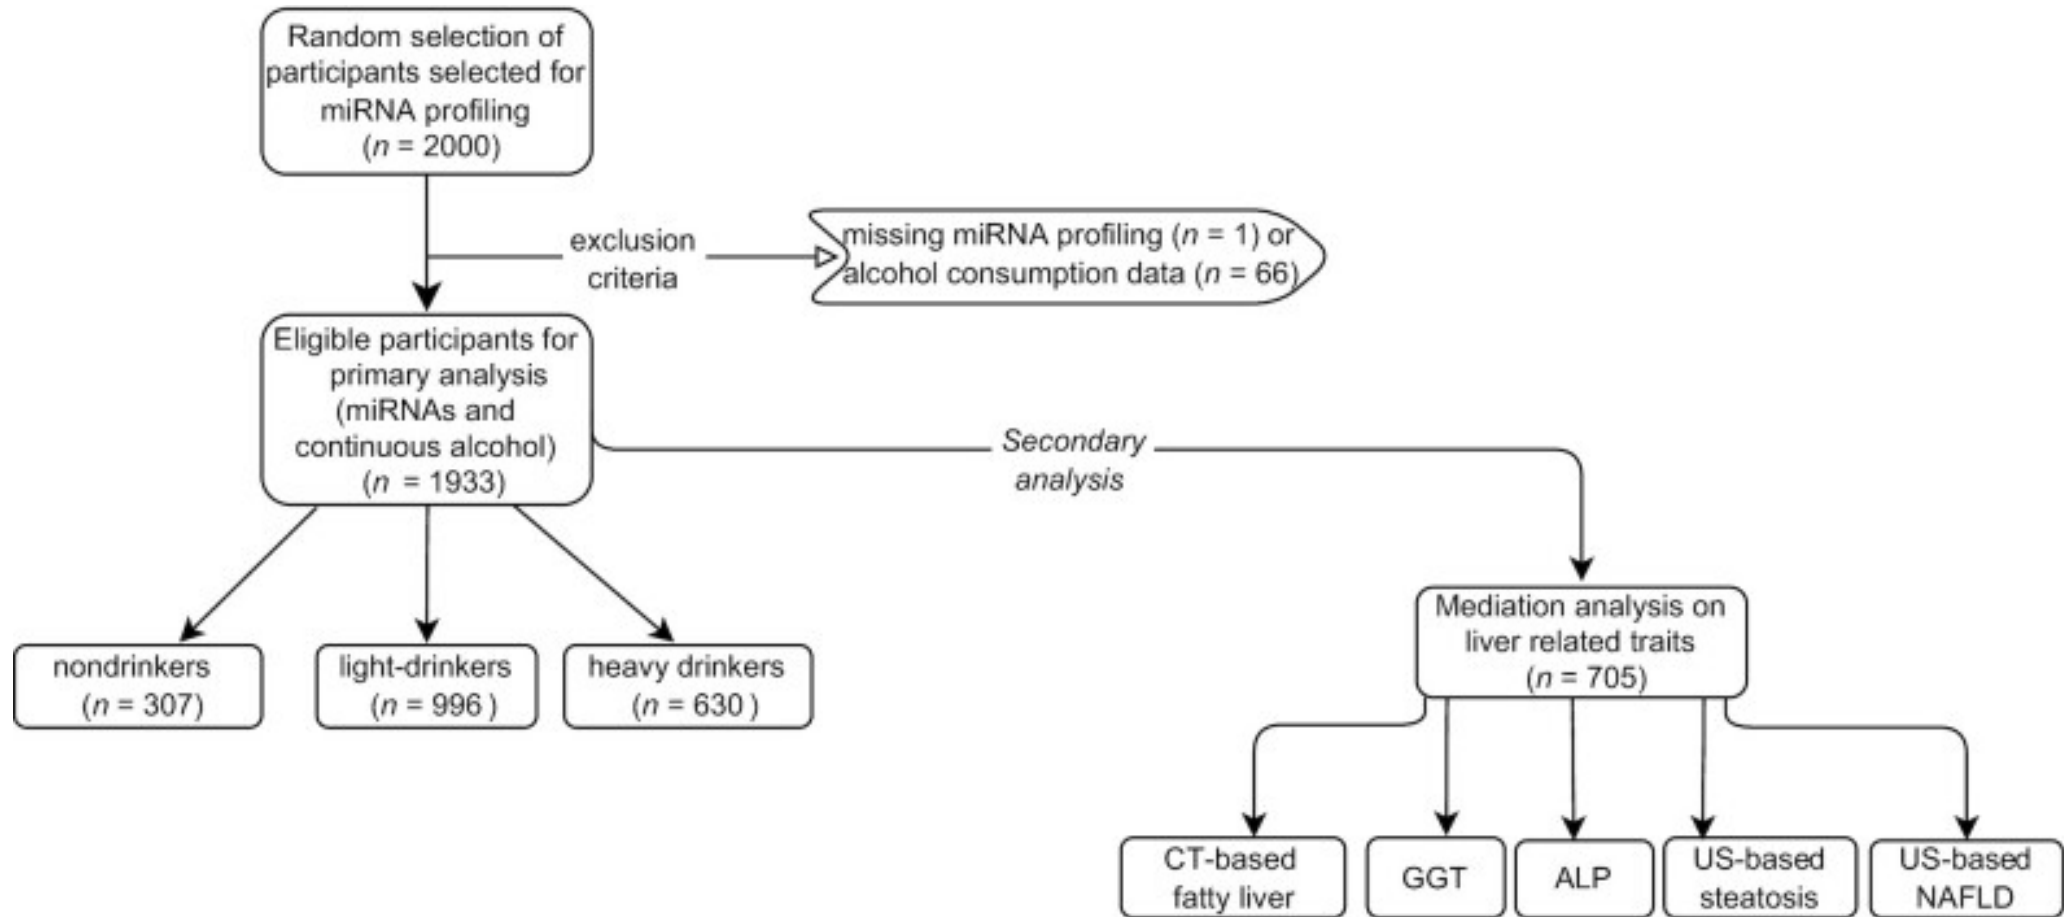 Random selection of
participants selected for
miRNA profiling
(n = 2000)
exclusion
criteria
missing miRNA profiling (n = 1) or
alcohol consumption data (n = 66)
Eligible participants for
primary analysis
(miRNAs and
continuous alcohol)
(n = 1933)
Secondary
analysis
nondrinkers
(n = 307)
light-drinkers
(n = 996 )
heavy drinkers
(n = 630 )
Mediation analysis on
liver related traits
(n = 705)
CT-based
fatty liver
GGT
ALP
US-based
steatosis
US-based
NAFLD